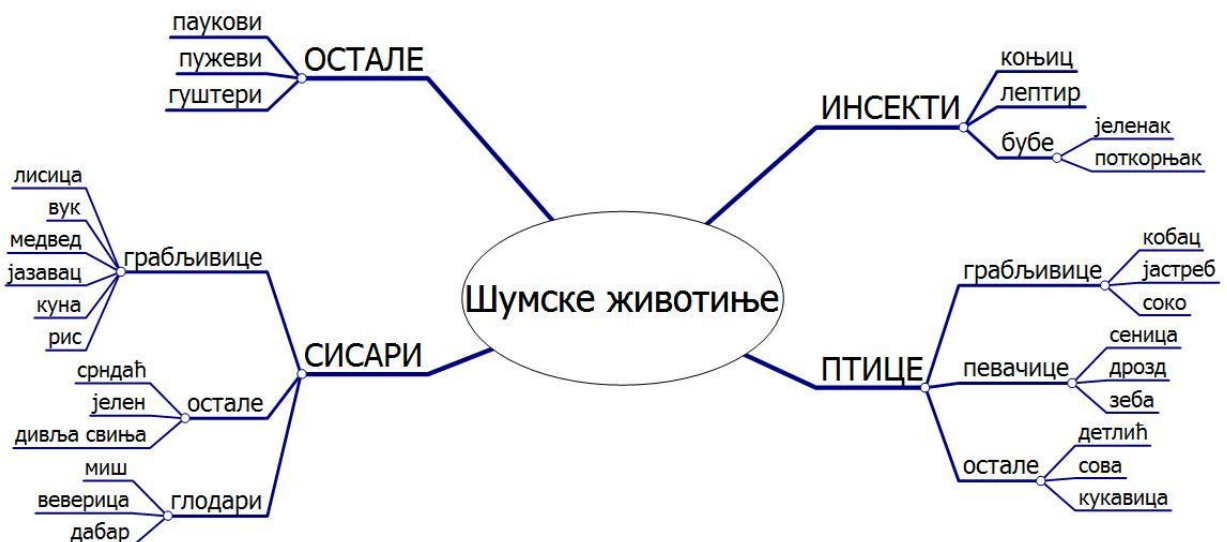 Шумске животиње
ОСТАЛЕ
паукови
пужеви
гуштери
ИНСЕКТИ
коњиц
лептир
бубе
јеленак
поткорњак
СИСАРИ
грабљивице
лисица
вук
медвед
јазавац
куна
рис
остале
срндаћ
јелен
дивља свиња
глодари
миш
веверица
дабар
ПТИЦЕ
грабљивице
кобац
јастреб
соко
певачице
сеница
дрозд
зеба
остале
детлић
сова
кукавица